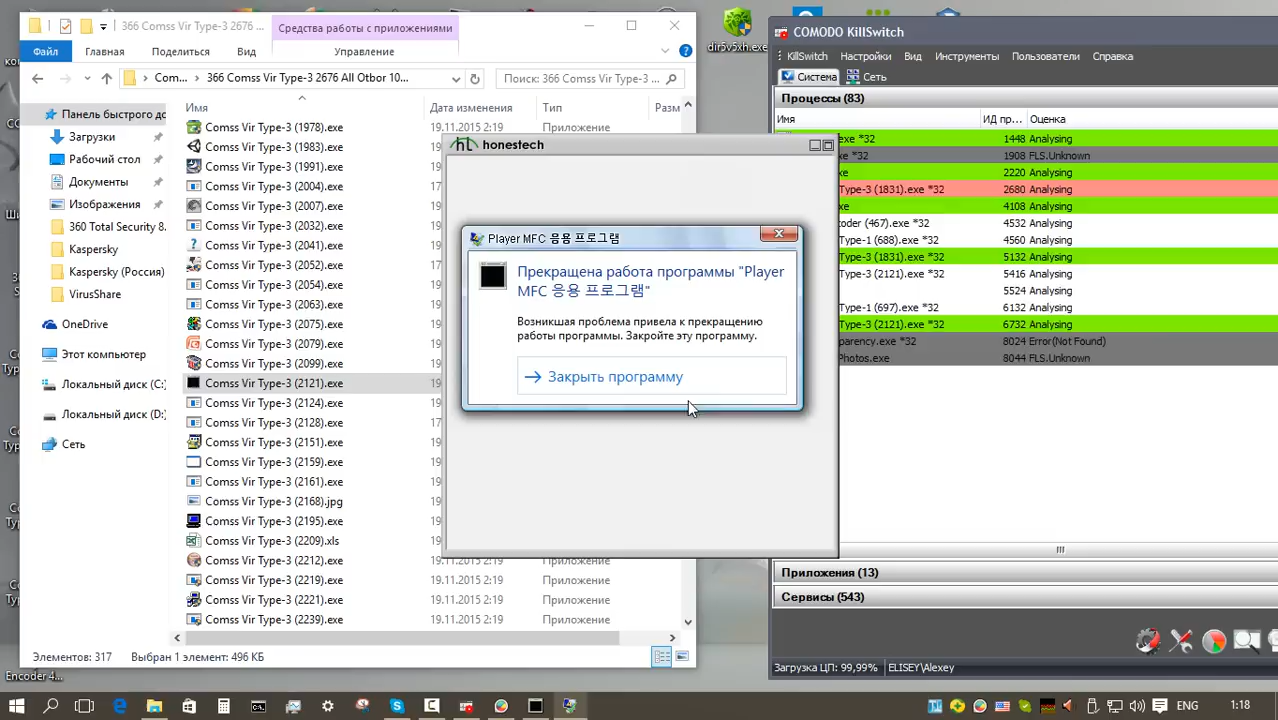 366 Comss Vir Type-3 2676 ...
Средства работы с приложениями
Файл
Главная
Поделиться
Вид
Управление
Com...
366 Comss Vir Type-3 2676 All Otbor 10...
Поиск: 366 Comss Vir Type-3 ...
Имя
Дата изменения
Тип
Разм
Панель быстрого до
Загрузки
Рабочий стол
Документы
Изображения
360 Total Security 8.
Kaspersky
Kaspersky (Россия)
VirusShare
OneDrive
Этот компьютер
Локальный диск (C:)
Локальный диск (D:)
Сеть
Comss Vir Type-3 (1978).exe 19.11.2015 2:19 Приложение
Comss Vir Type-3 (1983).exe
Comss Vir Type-3 (1991).exe
Comss Vir Type-3 (2004).exe
Comss Vir Type-3 (2007).exe
Comss Vir Type-3 (2032).exe
Comss Vir Type-3 (2041).exe
Comss Vir Type-3 (2052).exe
Comss Vir Type-3 (2054).exe
Comss Vir Type-3 (2063).exe
Comss Vir Type-3 (2075).exe
Comss Vir Type-3 (2079).exe
Comss Vir Type-3 (2099).exe
Comss Vir Type-3 (2121).exe
Comss Vir Type-3 (2124).exe
Comss Vir Type-3 (2128).exe
Comss Vir Type-3 (2151).exe
Comss Vir Type-3 (2159).exe
Comss Vir Type-3 (2161).exe
Comss Vir Type-3 (2168).jpg
Comss Vir Type-3 (2195).exe
Comss Vir Type-3 (2209).xls
Comss Vir Type-3 (2212).exe 19.11.2015 2:19 Приложение
Comss Vir Type-3 (2219).exe 19.11.2015 2:19 Приложение
Comss Vir Type-3 (2221).exe 19.11.2015 2:19 Приложение
Comss Vir Type-3 (2239).exe 19.11.2015 2:19 Приложение
Элементов: 317 Выбран 1 элемент: 496 КБ
Encoder 4...
honestech
Player MFC 응용 프로그램
Прекращена работа программы "Player
MFC 응용 프로그램"
Возникшая проблема привела к прекращению
работы программы. Закройте эту программу.
Закрыть программу
dir5v5xh.exe
COMODO KillSwitch
KillSwitch Настройки Вид Инструменты Пользователи Справка
Система Сеть
Процессы (83)
Имя ИД пр... Оценка
exe *32 1448 Analysing
xe *32 1908 FLS.Unknown
xe 2220 Analysing
Type-3 (1831).exe *32 2680 Analysing
xe 4108 Analysing
coder (467).exe *32 4532 Analysing
Type-1 (688).exe *32 4560 Analysing
Type-3 (1831).exe *32 5132 Analysing
Type-3 (2121).exe *32 5416 Analysing
5524 Analysing
Type-1 (697).exe *32 6132 Analysing
Type-3 (2121).exe *32 6732 Analysing
parency.exe *32 8024 Error(Not Found)
Photos.exe 8044 FLS.Unknown
Приложения (13)
Сервисы (543)
Загрузка ЦП: 99,99% ELISEY\Alexey
ENG
1:18